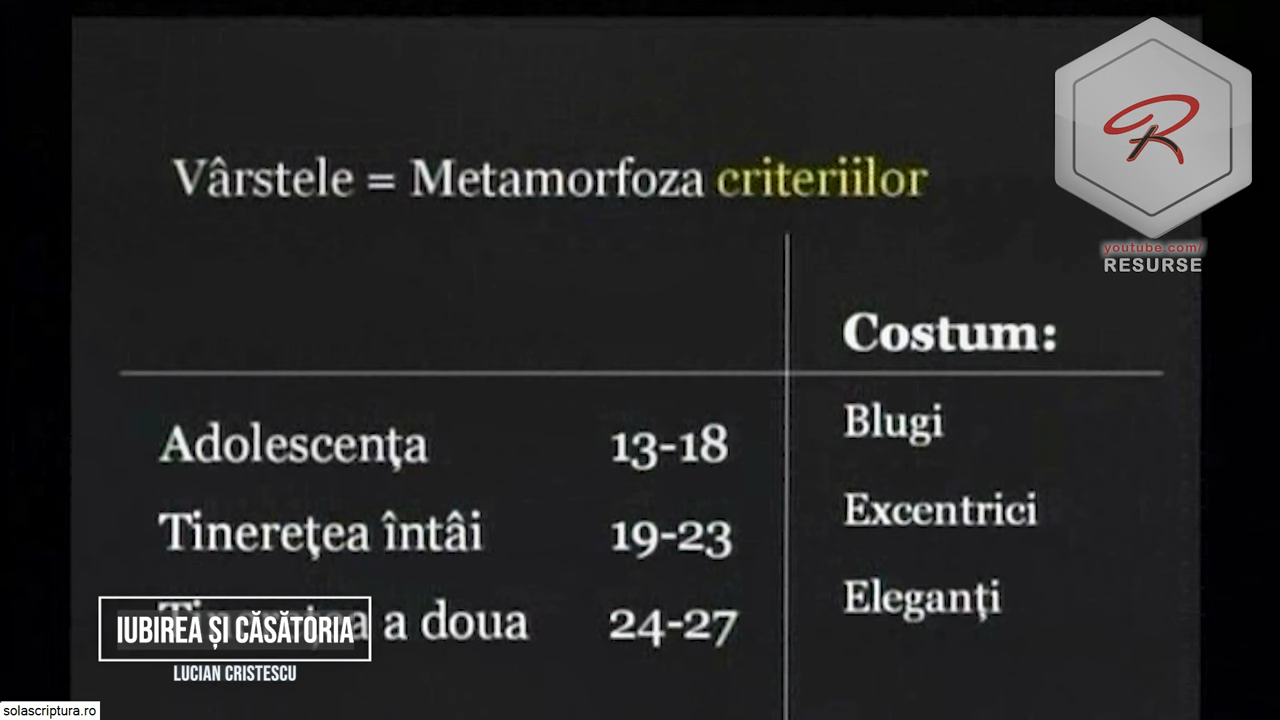 Vârstele = Metamorfoza criteriilor
youtube.com/
RESURSE
Costum:
Adolescența 13-18 Blugi
Tinerețea întâi 19-23 Excentrici
a doua 24-27 Eleganți
IUBIREA ȘI CĂSĂTORIA
LUCIAN CRISTESCU
solascriptura.ro